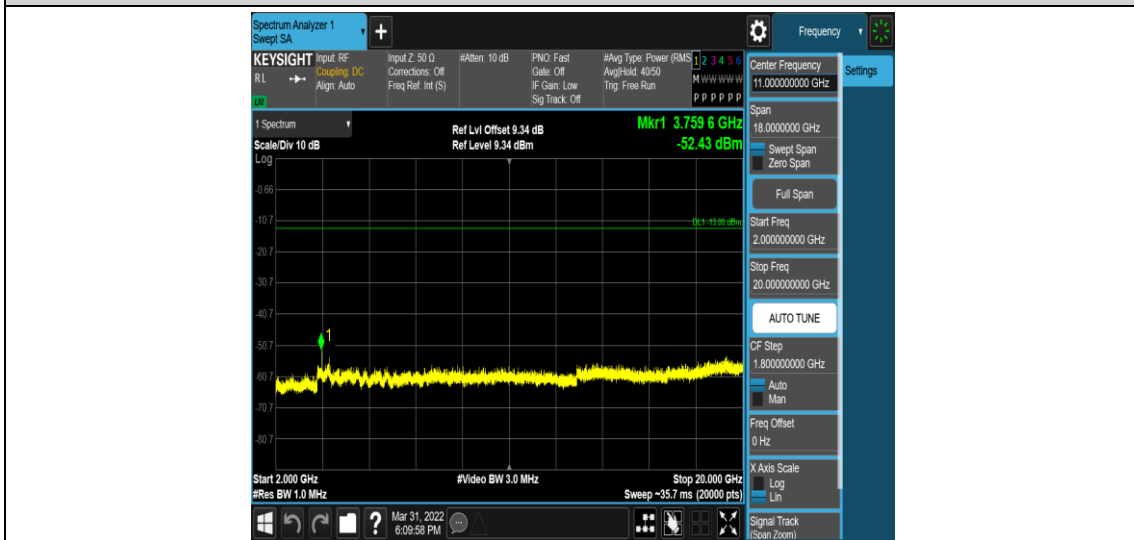 Spectrum Analyzer 1
Swept SA
+
Frequency
KEYSIGHT
RL
LXI
Input: RF
Coupling: DC
Align: Auto
Input Z: 50 Ω
Corrections: Off
Freq Ref: Int (S)
#Atten: 10 dB
PNO: Fast
Gate: Off
IF Gain: Low
Sig Track: Off
#Avg Type: Power (RMS
Avg|Hold: 40/50
Trig: Free Run
1 2 3 4 5 6
M W W W W W
P P P P P P
Center Frequency
11.000000000 GHz
Settings
Span
18.0000000 GHz
Swept Span
Zero Span
Full Span
Start Freq
2.000000000 GHz
Stop Freq
20.000000000 GHz
AUTO TUNE
CF Step
1.800000000 GHz
Auto
Man
Freq Offset
0 Hz
X Axis Scale
Log
Lin
Signal Track
(Span Zoom)
1 Spectrum
Scale/Div 10 dB
Log
Ref Lvl Offset 9.34 dB
Ref Level 9.34 dBm
Mkr1 3.759 6 GHz
-52.43 dBm
-0.66
-10.7
DL1 -13.00 dBm
-20.7
-30.7
-40.7
1
-50.7
-60.7
-70.7
-80.7
Start 2.000 GHz
#Res BW 1.0 MHz
#Video BW 3.0 MHz
Stop 20.000 GHz
Sweep ~35.7 ms (20000 pts)
?
Mar 31, 2022
6:09:58 PM